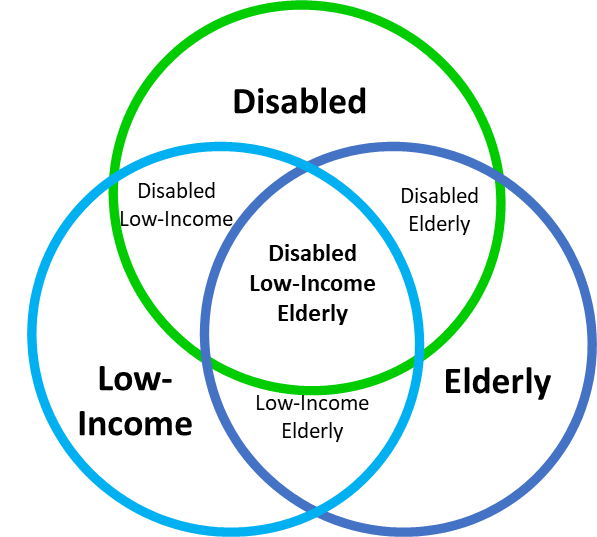 Disabled
Disabled
Low-Income
Disabled
Elderly
Disabled
Low-Income
Elderly
Low-
Income
Elderly
Low-Income
Elderly